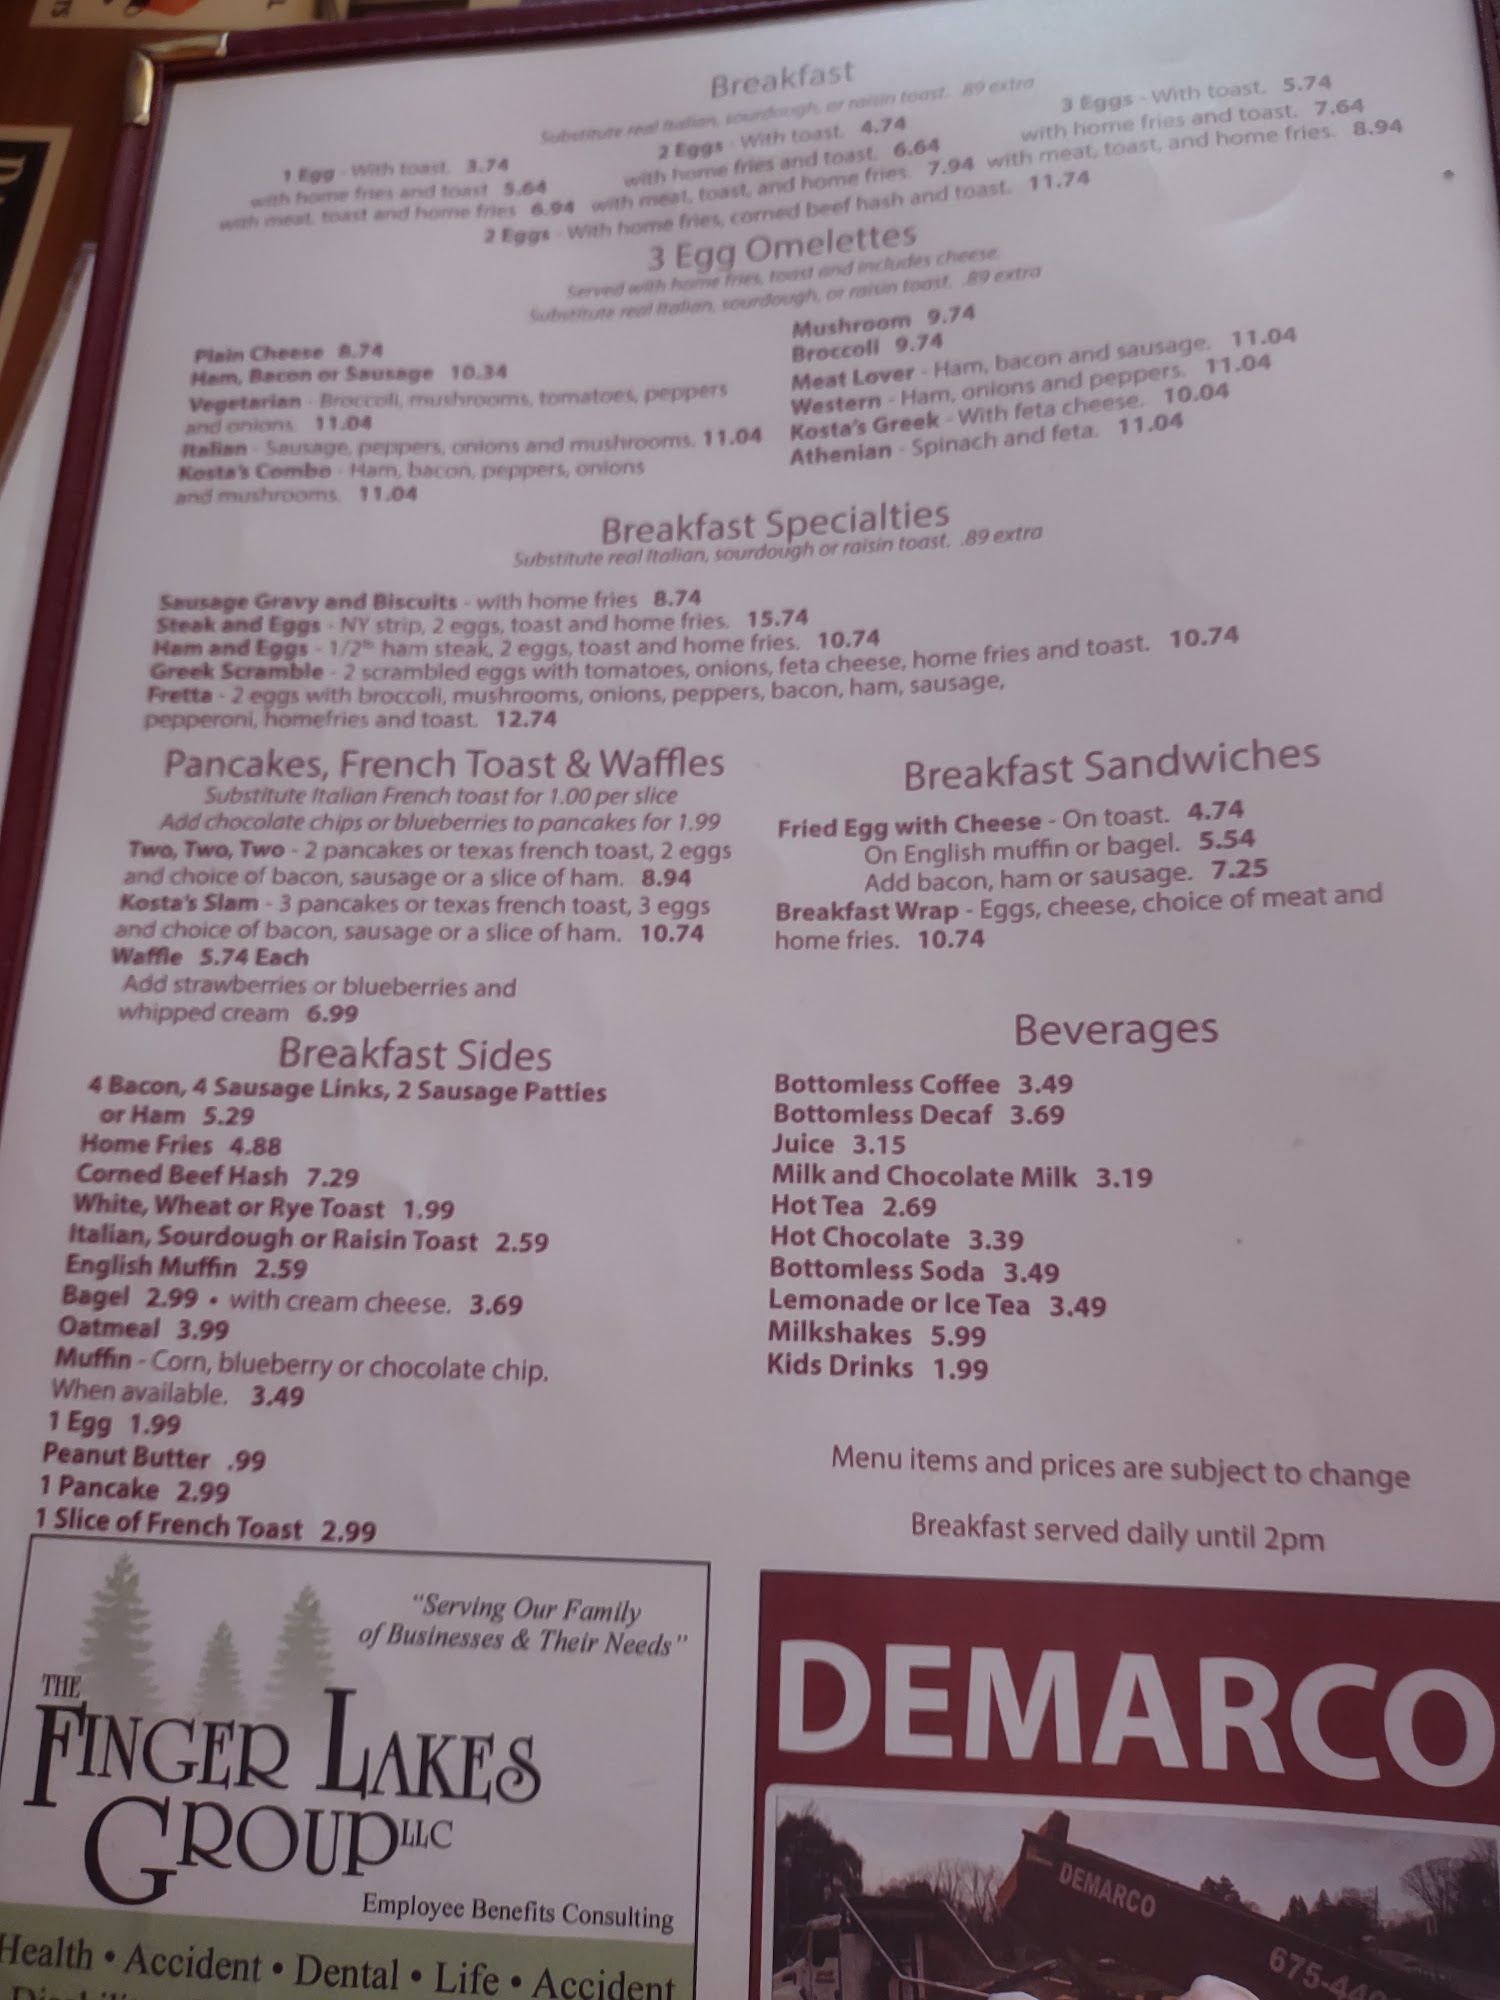 Breakfast
Substitute real Italian, sourdough, or raisin toast. .89 extra
1 Egg - With toast. 3.74
with home fries and toast 5.64
with meat, toast and home fries 6.94
2 Eggs - With toast. 4.74
with home fries and toast. 6.64
with meat, toast, and home fries. 7.94
3 Eggs - With toast. 5.74
with home fries and toast. 7.64
with meat, toast, and home fries. 8.94
2 Eggs - With home fries, corned beef hash and toast. 11.74
3 Egg Omelettes
Served with home fries, toast and includes cheese
Substitute real Italian, sourdough, or raisin toast. .89 extra
Plain Cheese 8.74
Ham, Bacon or Sausage 10.34
Vegetarian - Broccoli, mushrooms, tomatoes, peppers
and onions. 11.04
Italian - Sausage, peppers, onions and mushrooms. 11.04
Kosta's Combo - Ham, bacon, peppers, onions
and mushrooms. 11.04
Mushroom 9.74
Broccoli 9.74
Meat Lover - Ham, bacon and sausage. 11.04
Western - Ham, onions and peppers. 11.04
Kosta's Greek - With feta cheese. 10.04
Athenian - Spinach and feta. 11.04
Breakfast Specialties
Substitute real Italian, sourdough or raisin toast. .89 extra
Sausage Gravy and Biscuits - with home fries 8.74
Steak and Eggs - NY strip, 2 eggs, toast and home fries. 15.74
Ham and Eggs - 1/2lb ham steak, 2 eggs, toast and home fries. 10.74
Greek Scramble - 2 scrambled eggs with tomatoes, onions, feta cheese, home fries and toast. 10.74
Fretta - 2 eggs with broccoli, mushrooms, onions, peppers, bacon, ham, sausage,
pepperoni, homefries and toast. 12.74
Pancakes, French Toast & Waffles
Substitute Italian French toast for 1.00 per slice
Add chocolate chips or blueberries to pancakes for 1.99
Two, Two, Two - 2 pancakes or texas french toast, 2 eggs
and choice of bacon, sausage or a slice of ham. 8.94
Kosta's Slam - 3 pancakes or texas french toast, 3 eggs
and choice of bacon, sausage or a slice of ham. 10.74
Waffle 5.74 Each
Add strawberries or blueberries and
whipped cream 6.99
Breakfast Sandwiches
Fried Egg with Cheese - On toast. 4.74
On English muffin or bagel. 5.54
Add bacon, ham or sausage. 7.25
Breakfast Wrap - Eggs, cheese, choice of meat and
home fries. 10.74
Breakfast Sides
4 Bacon, 4 Sausage Links, 2 Sausage Patties
or Ham 5.29
Home Fries 4.88
Corned Beef Hash 7.29
White, Wheat or Rye Toast 1.99
Italian, Sourdough or Raisin Toast 2.59
English Muffin 2.59
Bagel 2.99 • with cream cheese. 3.69
Oatmeal 3.99
Muffin - Corn, blueberry or chocolate chip.
When available. 3.49
1 Egg 1.99
Peanut Butter .99
1 Pancake 2.99
1 Slice of French Toast 2.99
Beverages
Bottomless Coffee 3.49
Bottomless Decaf 3.69
Juice 3.15
Milk and Chocolate Milk 3.19
Hot Tea 2.69
Hot Chocolate 3.39
Bottomless Soda 3.49
Lemonade or Ice Tea 3.49
Milkshakes 5.99
Kids Drinks 1.99
Menu items and prices are subject to change
Breakfast served daily until 2pm
"Serving Our Family
of Businesses & Their Needs"
THE
FINGER LAKES
GROUP LLC
Employee Benefits Consulting
Health • Accident • Dental • Life • Accident
DEMARCO
DEMARCO
675-44